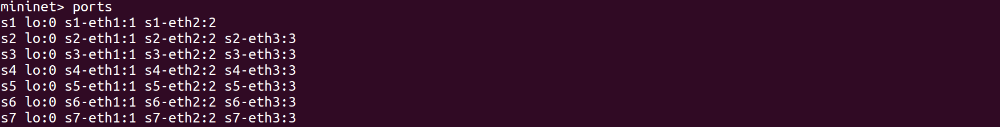 mininet> ports
s1 lo:0 s1-eth1:1 s1-eth2:2
s2 lo:0 s2-eth1:1 s2-eth2:2 s2-eth3:3
s3 lo:0 s3-eth1:1 s3-eth2:2 s3-eth3:3
s4 lo:0 s4-eth1:1 s4-eth2:2 s4-eth3:3
s5 lo:0 s5-eth1:1 s5-eth2:2 s5-eth3:3
s6 lo:0 s6-eth1:1 s6-eth2:2 s6-eth3:3
s7 lo:0 s7-eth1:1 s7-eth2:2 s7-eth3:3